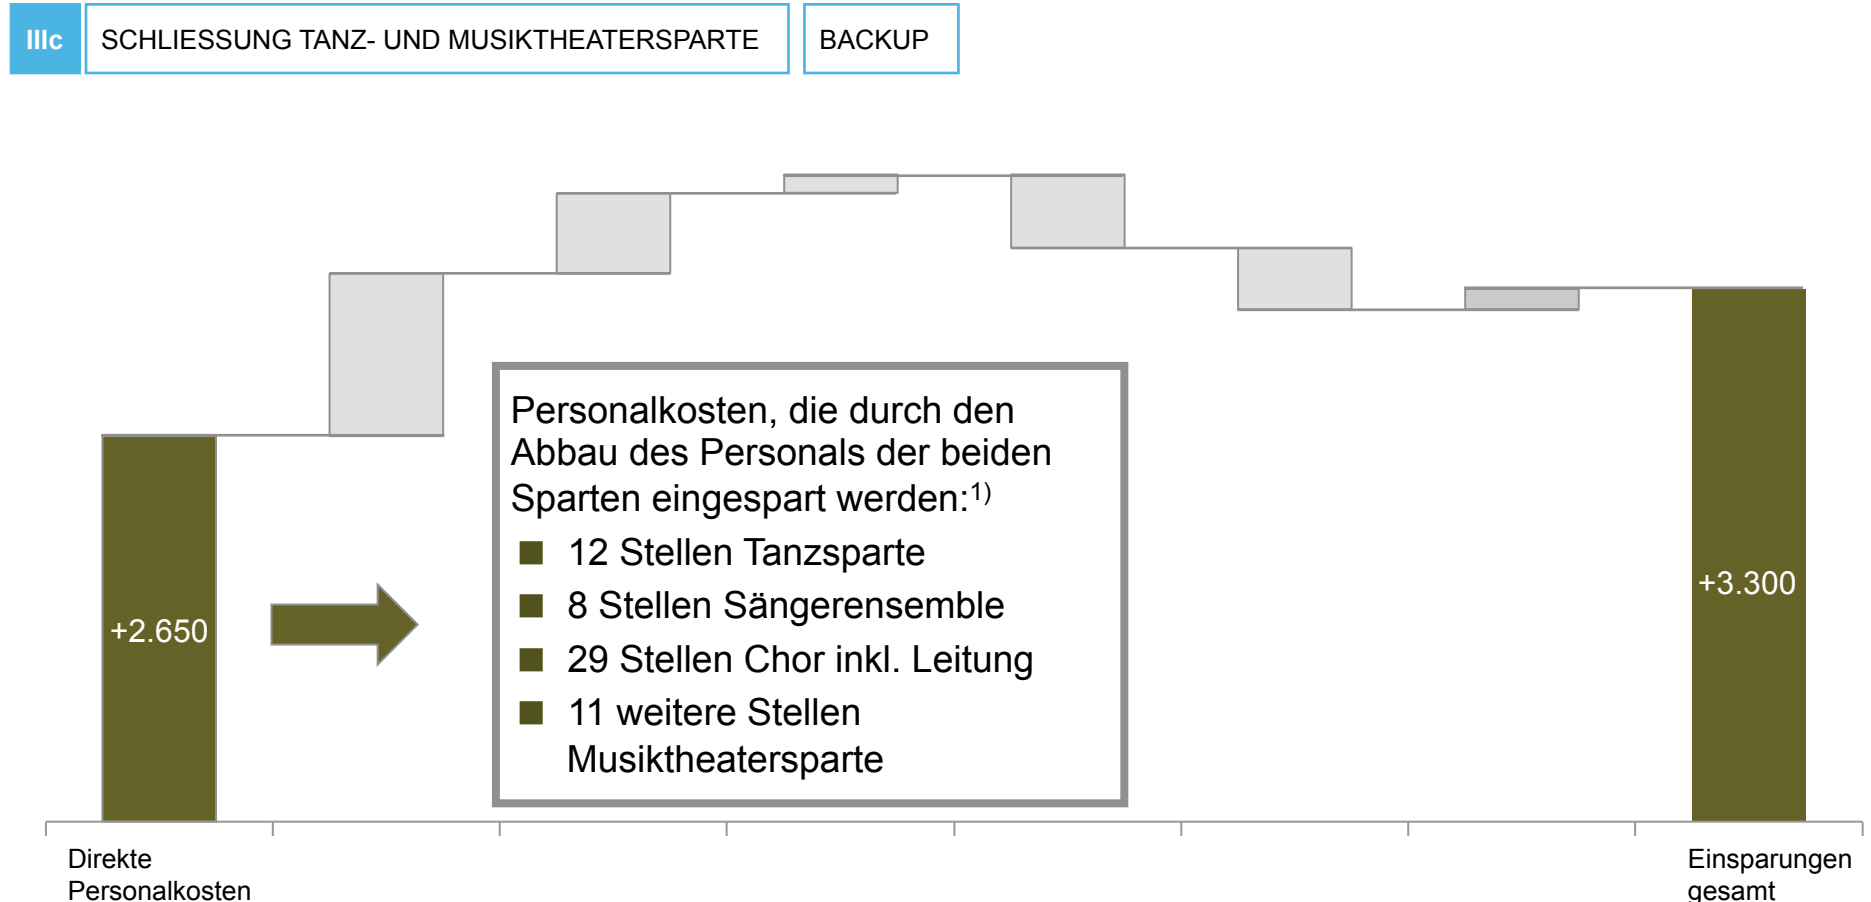 IIIc SCHLIESSUNG TANZ- UND MUSIKTHEATERSPARTE BACKUP
Personalkosten, die durch den
Abbau des Personals der beiden
Sparten eingespart werden:1)
■ 12 Stellen Tanzsparte
■ 8 Stellen Sängerensemble
■ 29 Stellen Chor inkl. Leitung
■ 11 weitere Stellen
Musiktheatersparte
+2.650
+3.300
Direkte
Personalkosten
Einsparungen
gesamt